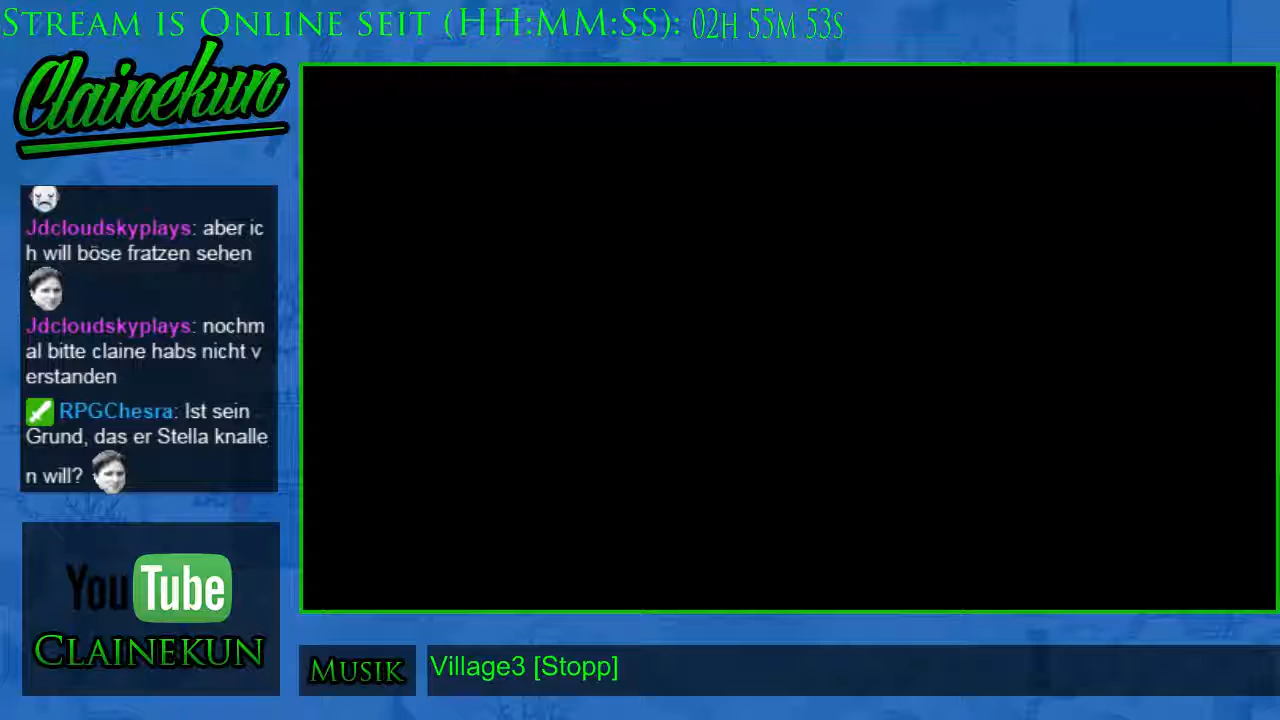 Stream is Online seit (HH:MM:SS): 02h 55m 53s
Clainekun
Jdcloudskyplays: aber ic
h will böse fratzen sehen
Jdcloudskyplays: nochm
al bitte claine habs nicht v
erstanden
RPGChesra: Ist sein
Grund, das er Stella knalle
n will?
YouTube
Clainekun
Musik
Village3 [Stopp]